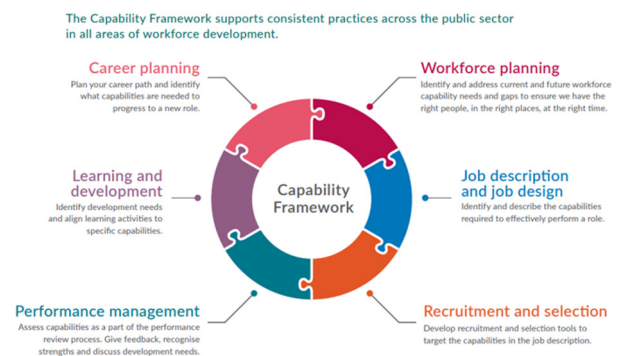 The Capability Framework supports consistent practices across the public sector
in all areas of workforce development.
Career planning
Plan your career path and identify
what capabilities are needed to
progress to a new role.
Workforce planning
Identify and address current and future workforce
capability needs and gaps to ensure we have the
right people, in the right places, at the right time.
Learning and
development
Identify development needs
and align learning activities to
specific capabilities.
Capability
Framework
Job description
and job design
Identify and describe the capabilities
required to effectively perform a role.
Performance management
Assess capabilities as a part of the performance
review process. Give feedback, recognise
strengths and discuss development needs.
Recruitment and selection
Develop recruitment and selection tools to
target the capabilities in the job description.